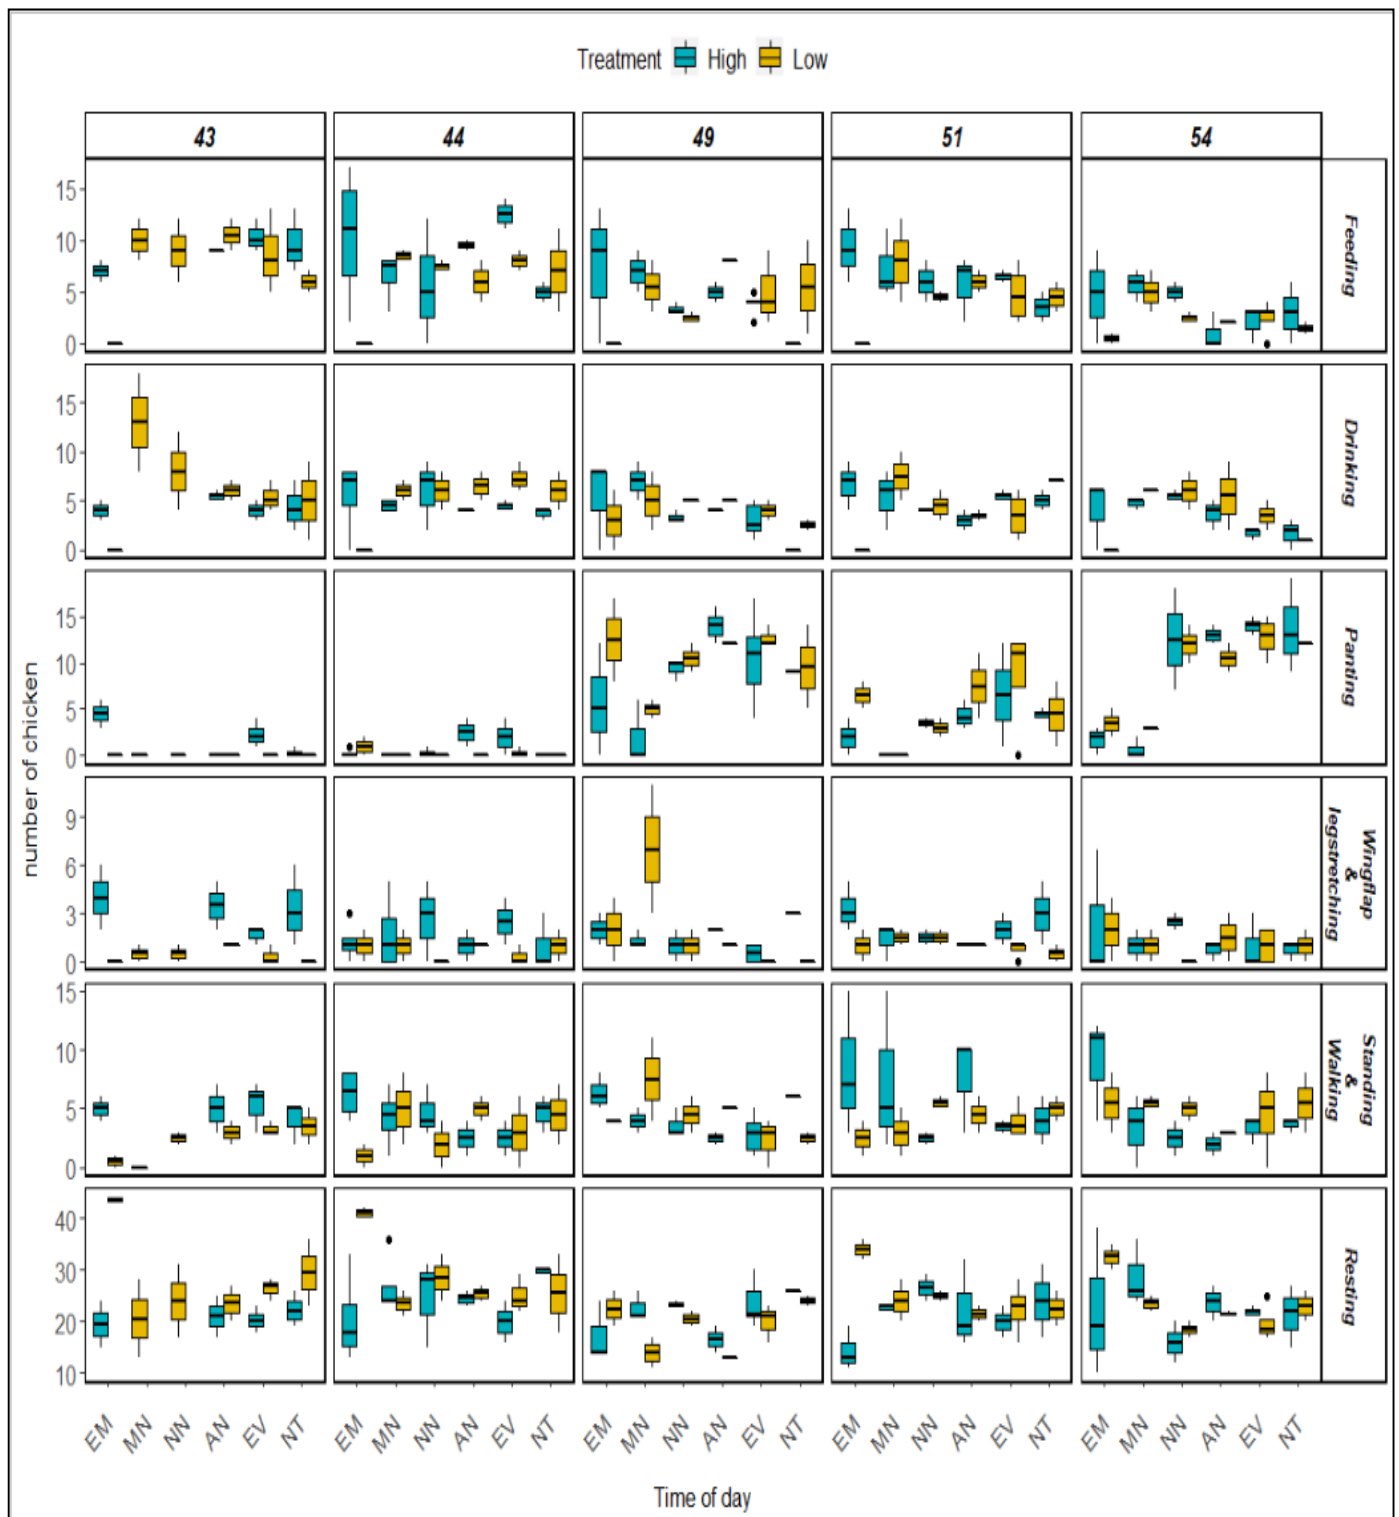 Treatment High Low
43 44 49 51 54
Feeding
15
10
5
0
Drinking
15
10
5
0
Panting
15
10
5
0
Wingflap
&
legstretching
9
6
3
0
Standing
&
Walking
15
10
5
0
Resting
40
30
20
10
number of chicken
EM MN NN AN EV NT EM MN NN AN EV NT EM MN NN AN EV NT EM MN NN AN EV NT EM MN NN AN EV NT
Time of day